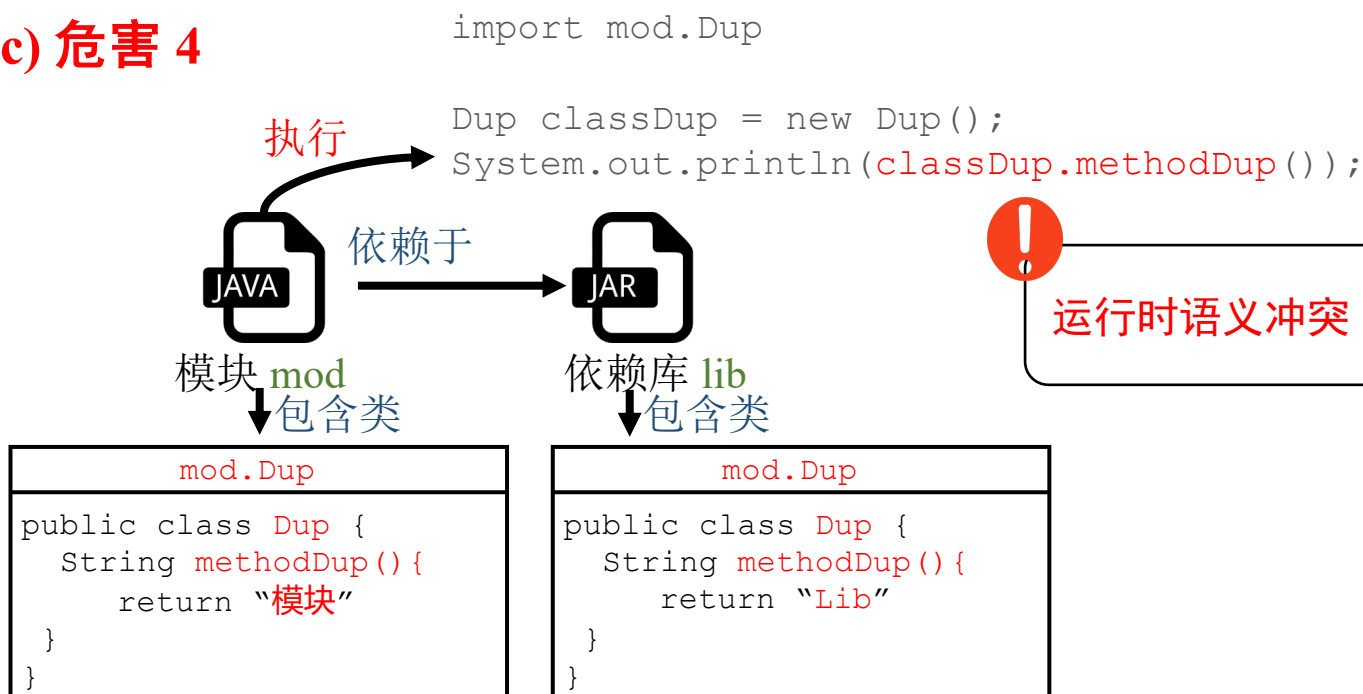 c) 危害 4
import mod.Dup
Dup classDup = new Dup();
System.out.println(classDup.methodDup());
执行
依赖于
JAVA
JAR
运行时语义冲突
模块 mod
依赖库 lib
包含类
包含类
mod.Dup
public class Dup {
String methodDup(){
return “模块”
}
}
mod.Dup
public class Dup {
String methodDup(){
return “Lib”
}
}